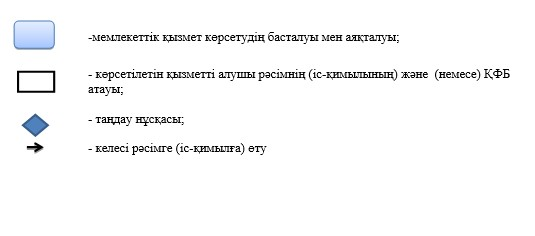 -мемлекеттік қызмет көрсетудің басталуы мен аяқталуы;
- көрсетілетін қызметті алушы рәсімнің (іс-қимылының) және (немесе) ҚФБ
атауы;
- таңдау нұсқасы;
- келесі рәсімге (іс-қимылға) өту